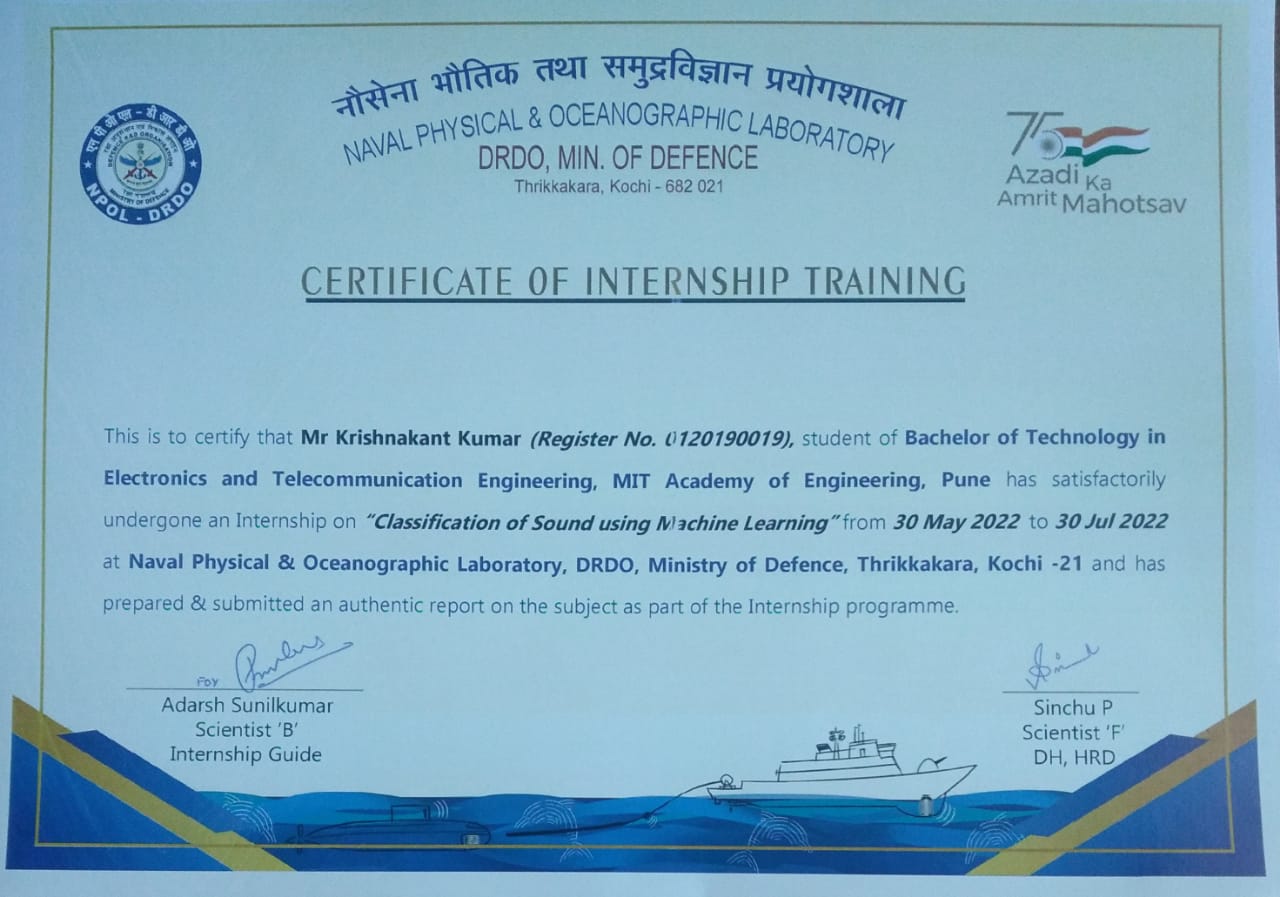 नौसेना भौतिक तथा समुद्रविज्ञान प्रयोगशाला
NAVAL PHYSICAL & OCEANOGRAPHIC LABORATORY
DRDO, MIN. OF DEFENCE
Thrikkakara, Kochi - 682 021
एन पी ओ एल - डी आर डी ओ
DEFENCE R&D ORGANISATION
MINISTRY OF DEFENCE
NPOL - DRDO
75
Azadi Ka
Amrit Mahotsav
CERTIFICATE OF INTERNSHIP TRAINING
This is to certify that Mr Krishnakant Kumar (Register No. 0120190019), student of Bachelor of Technology in
Electronics and Telecommunication Engineering, MIT Academy of Engineering, Pune has satisfactorily
undergone an Internship on “Classification of Sound using Machine Learning” from 30 May 2022 to 30 Jul 2022
at Naval Physical & Oceanographic Laboratory, DRDO, Ministry of Defence, Thrikkakara, Kochi -21 and has
prepared & submitted an authentic report on the subject as part of the Internship programme.
For
Adarsh Sunilkumar
Scientist ‘B’
Internship Guide
Sinchu P
Scientist ‘F’
DH, HRD